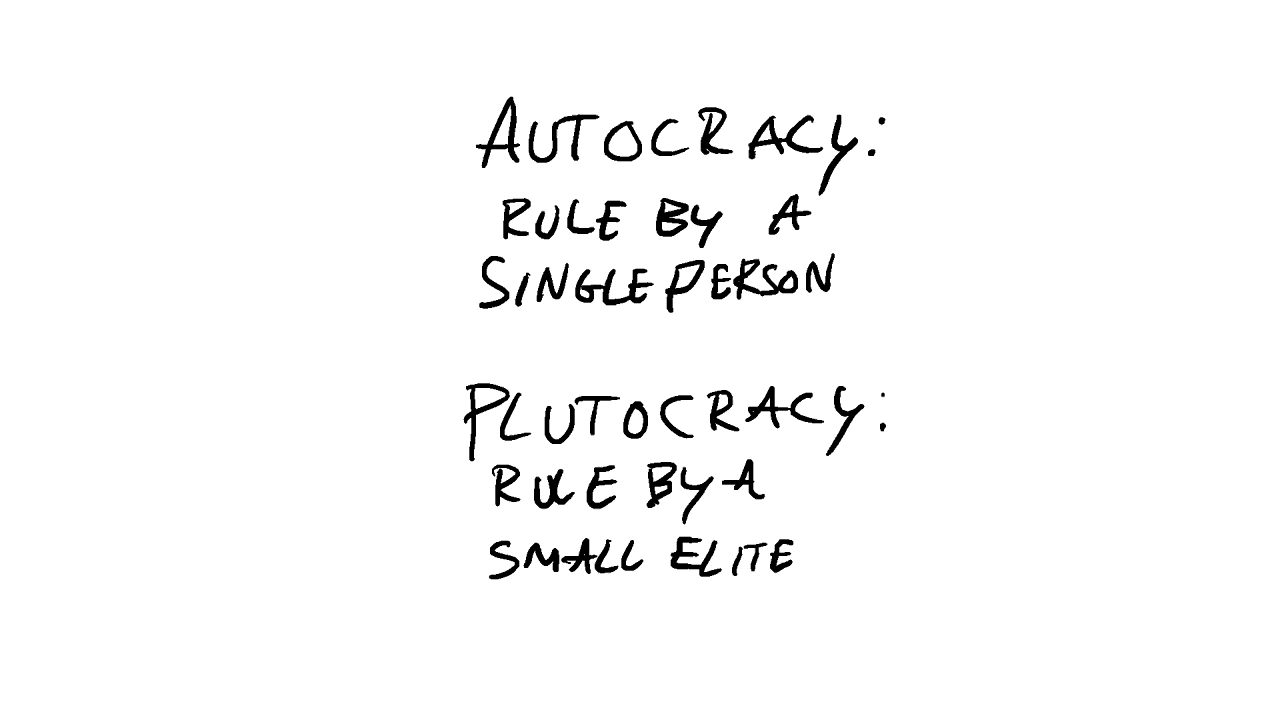 AUTOCRACY:
RULE BY A
SINGLE PERSON
PLUTOCRACY:
RULE BY A
SMALL ELITE